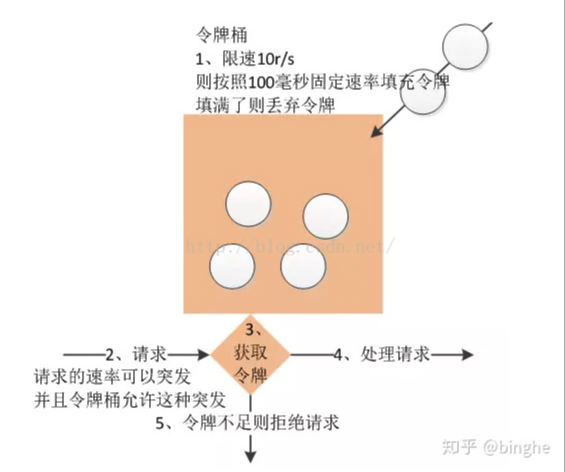 令牌桶
1、限速10r/s
则按照100毫秒固定速率填充令牌
填满了则丢弃令牌
http://blog.csdn.net/
3、
2、请求
获取
4、处理请求
令牌
请求的速率可以突发
并且令牌桶允许这种突发
5、令牌不足则拒绝请求
知乎 @binghe